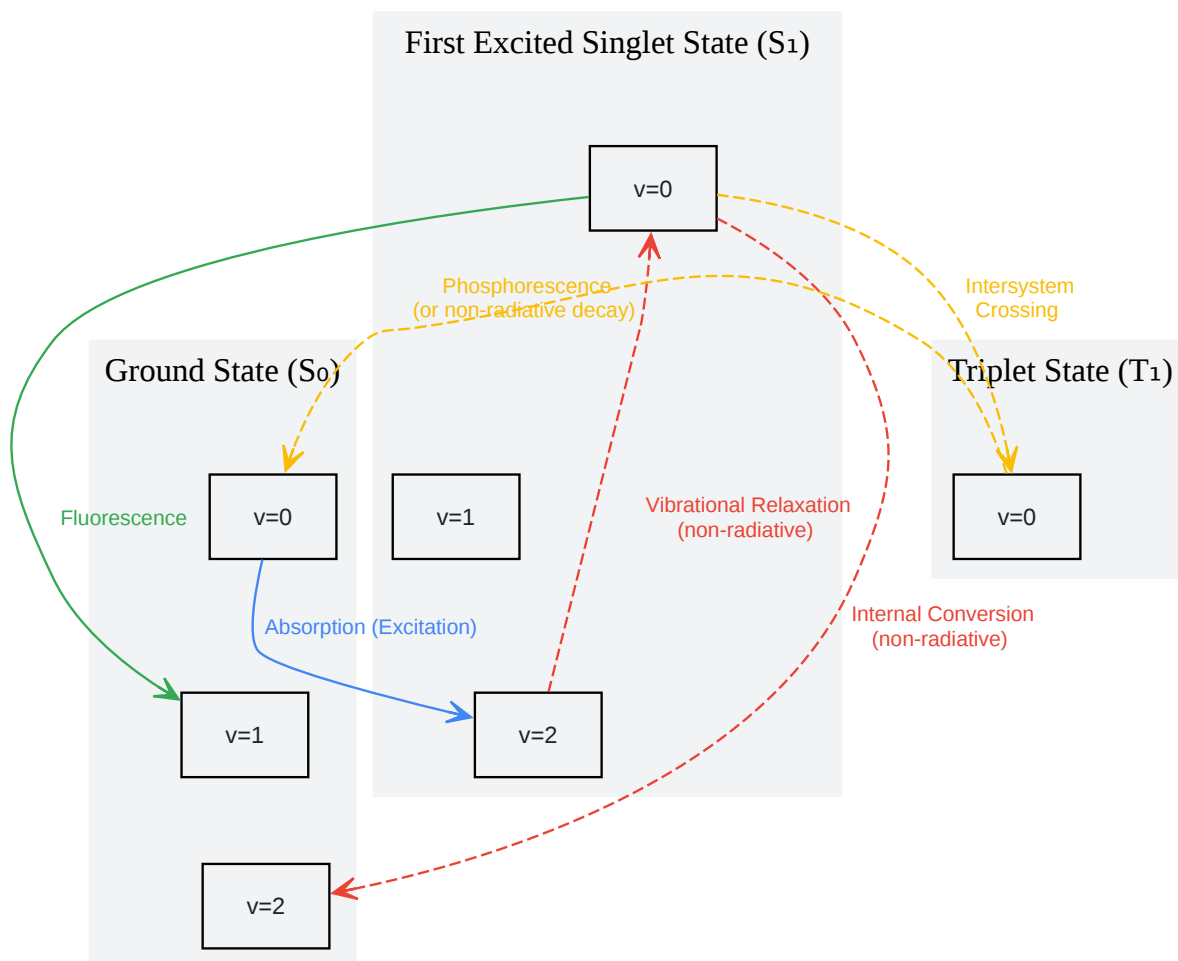 First Excited Singlet State (S₁)
v=0
Phosphorescence
(or non-radiative decay)
Intersystem
Crossing
Ground State (S₀)
Triplet State (T₁)
Fluorescence
v=0
v=1
Vibrational Relaxation
(non-radiative)
v=0
Absorption (Excitation)
Internal Conversion
(non-radiative)
v=1
v=2
v=2